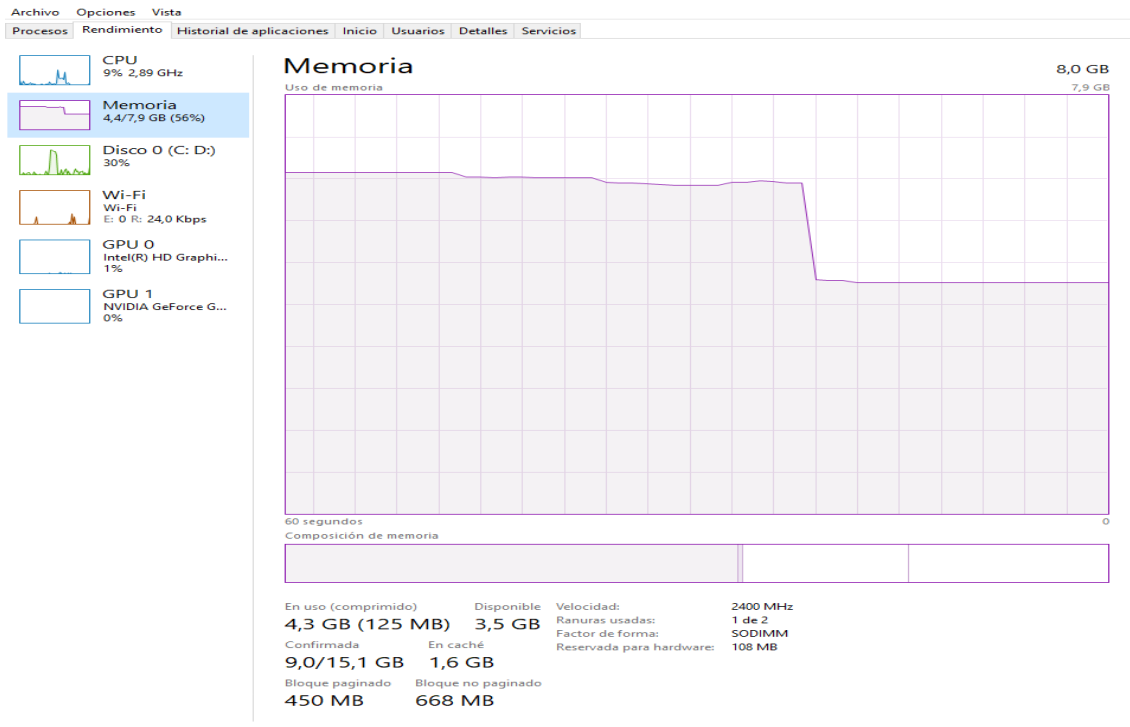 Archivo Opciones Vista
Procesos Rendimiento Historial de aplicaciones Inicio Usuarios Detalles Servicios
CPU
9% 2,89 GHz
Memoria
4,4/7,9 GB (56%)
Disco 0 (C: D:)
30%
Wi-Fi
Wi-Fi
E: 0 R: 24,0 Kbps
GPU 0
Intel(R) HD Graphi...
1%
GPU 1
NVIDIA GeForce G...
0%
Memoria 8,0 GB
Uso de memoria 7,9 GB
60 segundos 0
Composición de memoria
En uso (comprimido) Disponible
4,3 GB (125 MB) 3,5 GB
Confirmada En caché
9,0/15,1 GB 1,6 GB
Bloque paginado Bloque no paginado
450 MB 668 MB
Velocidad: 2400 MHz
Ranuras usadas: 1 de 2
Factor de forma: SODIMM
Reservada para hardware: 108 MB